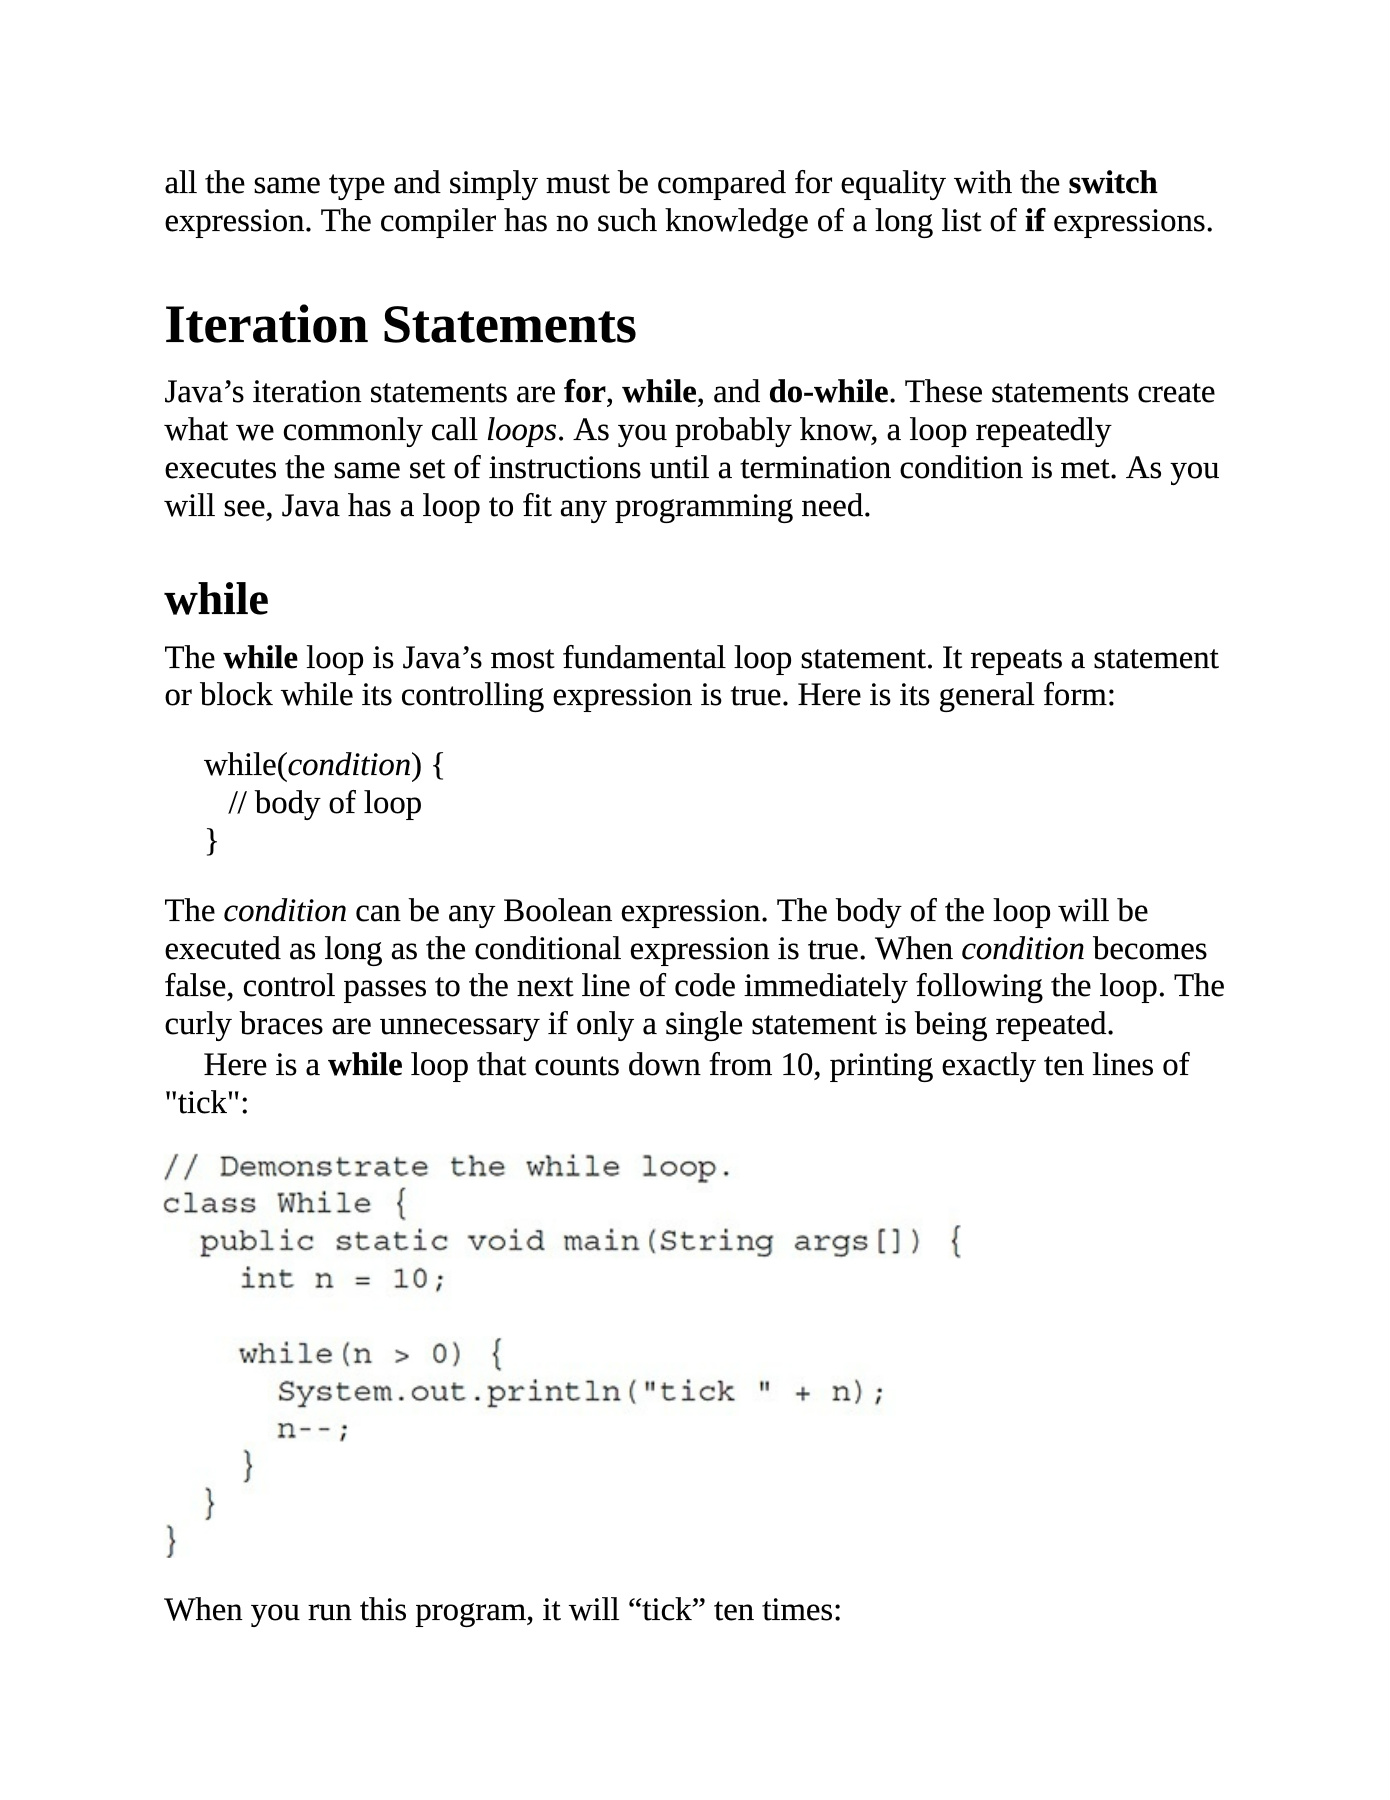 all the same type and simply must be compared for equality with the switch
expression. The compiler has no such knowledge of a long list of if expressions.
Iteration Statements
Java’s iteration statements are for, while, and do-while. These statements create
what we commonly call loops. As you probably know, a loop repeatedly
executes the same set of instructions until a termination condition is met. As you
will see, Java has a loop to fit any programming need.
while
The while loop is Java’s most fundamental loop statement. It repeats a statement
or block while its controlling expression is true. Here is its general form:
while(condition) {
// body of loop
}
The condition can be any Boolean expression. The body of the loop will be
executed as long as the conditional expression is true. When condition becomes
false, control passes to the next line of code immediately following the loop. The
curly braces are unnecessary if only a single statement is being repeated.
Here is a while loop that counts down from 10, printing exactly ten lines of
"tick":
// Demonstrate the while loop.
class While {
  public static void main(String args[]) {
    int n = 10;

    while(n > 0) {
      System.out.println("tick " + n);
      n--;
    }
  }
}
When you run this program, it will “tick” ten times: